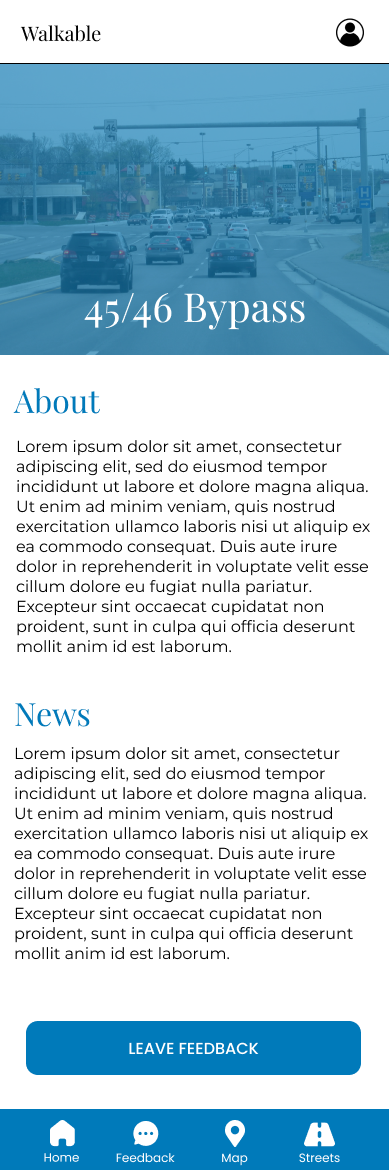 Walkable
45/46 Bypass
About
Lorem ipsum dolor sit amet, consectetur
adipiscing elit, sed do eiusmod tempor
incididunt ut labore et dolore magna aliqua.
Ut enim ad minim veniam, quis nostrud
exercitation ullamco laboris nisi ut aliquip ex
ea commodo consequat. Duis aute irure
dolor in reprehenderit in voluptate velit esse
cillum dolore eu fugiat nulla pariatur.
Excepteur sint occaecat cupidatat non
proident, sunt in culpa qui officia deserunt
mollit anim id est laborum.
News
Lorem ipsum dolor sit amet, consectetur
adipiscing elit, sed do eiusmod tempor
incididunt ut labore et dolore magna aliqua.
Ut enim ad minim veniam, quis nostrud
exercitation ullamco laboris nisi ut aliquip ex
ea commodo consequat. Duis aute irure
dolor in reprehenderit in voluptate velit esse
cillum dolore eu fugiat nulla pariatur.
Excepteur sint occaecat cupidatat non
proident, sunt in culpa qui officia deserunt
mollit anim id est laborum.
LEAVE FEEDBACK
Home Feedback Map Streets